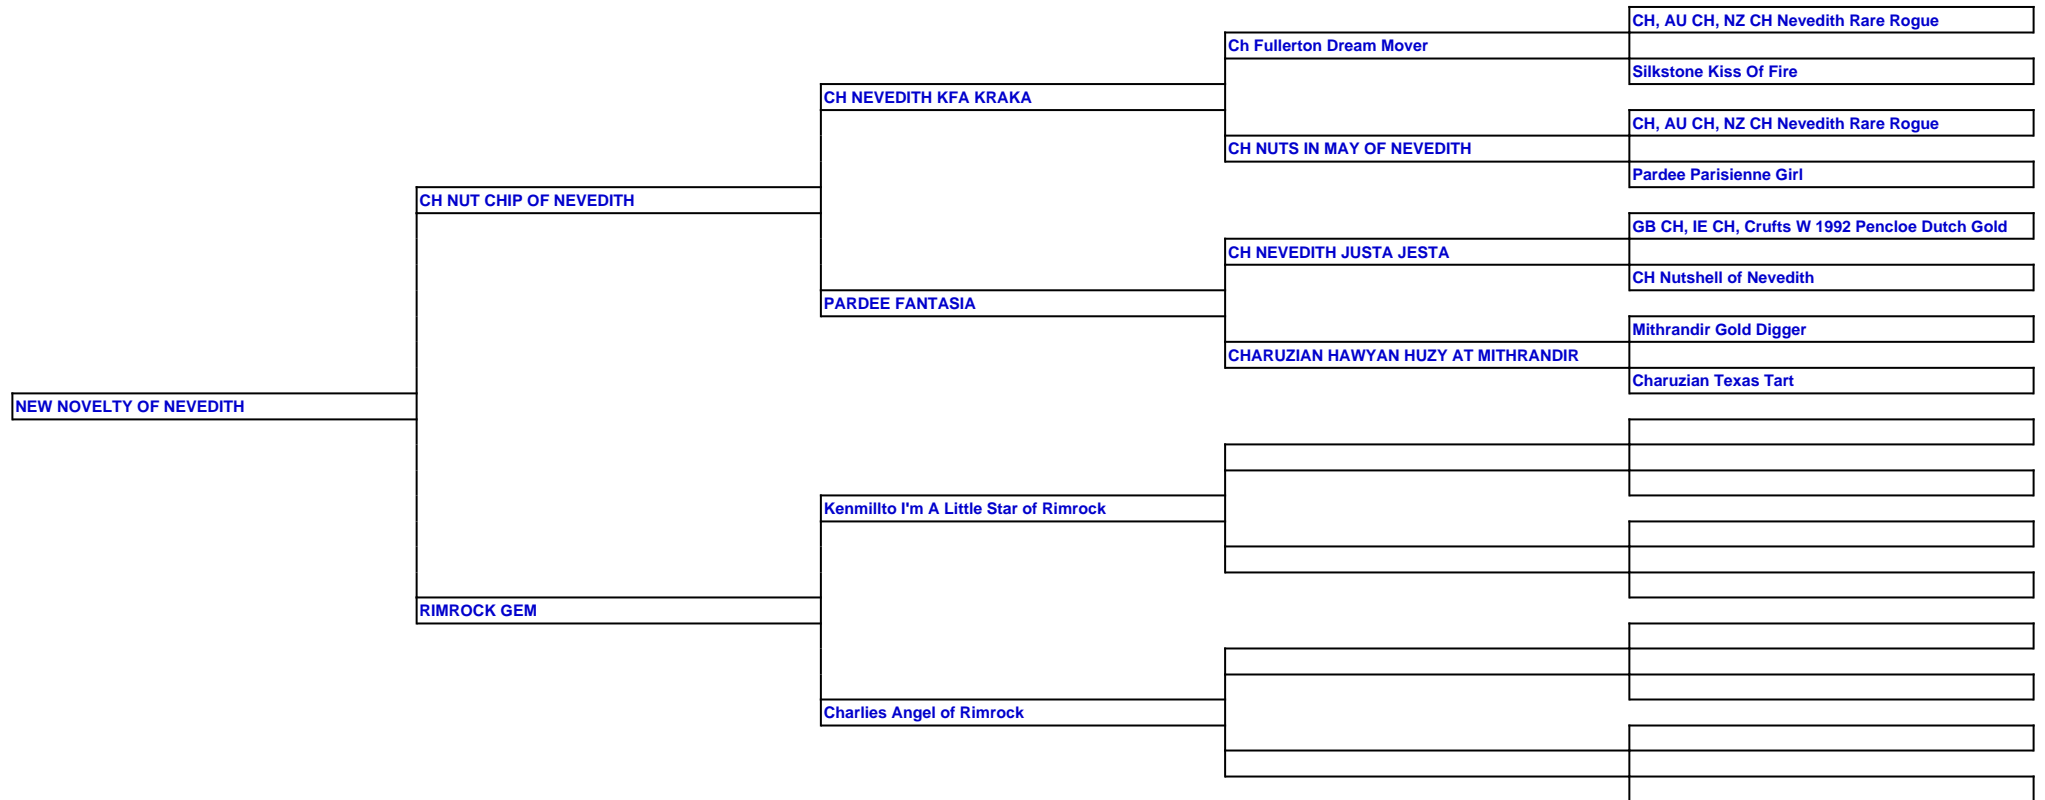 CH, AU CH, NZ CH Nevedith Rare Rogue
Ch Fullerton Dream Mover
Silkstone Kiss Of Fire
CH NEVEDITH KFA KRAKA
CH, AU CH, NZ CH Nevedith Rare Rogue
CH NUTS IN MAY OF NEVEDITH
Pardee Parisienne Girl
CH NUT CHIP OF NEVEDITH
GB CH, IE CH, Crufts W 1992 Pencloe Dutch Gold
CH NEVEDITH JUSTA JESTA
CH Nutshell of Nevedith
PARDEE FANTASIA
Mithrandir Gold Digger
CHARUZIAN HAWYAN HUZY AT MITHRANDIR
Charuzian Texas Tart
NEW NOVELTY OF NEVEDITH
Kenmillto I'm A Little Star of Rimrock
RIMROCK GEM
Charlies Angel of Rimrock